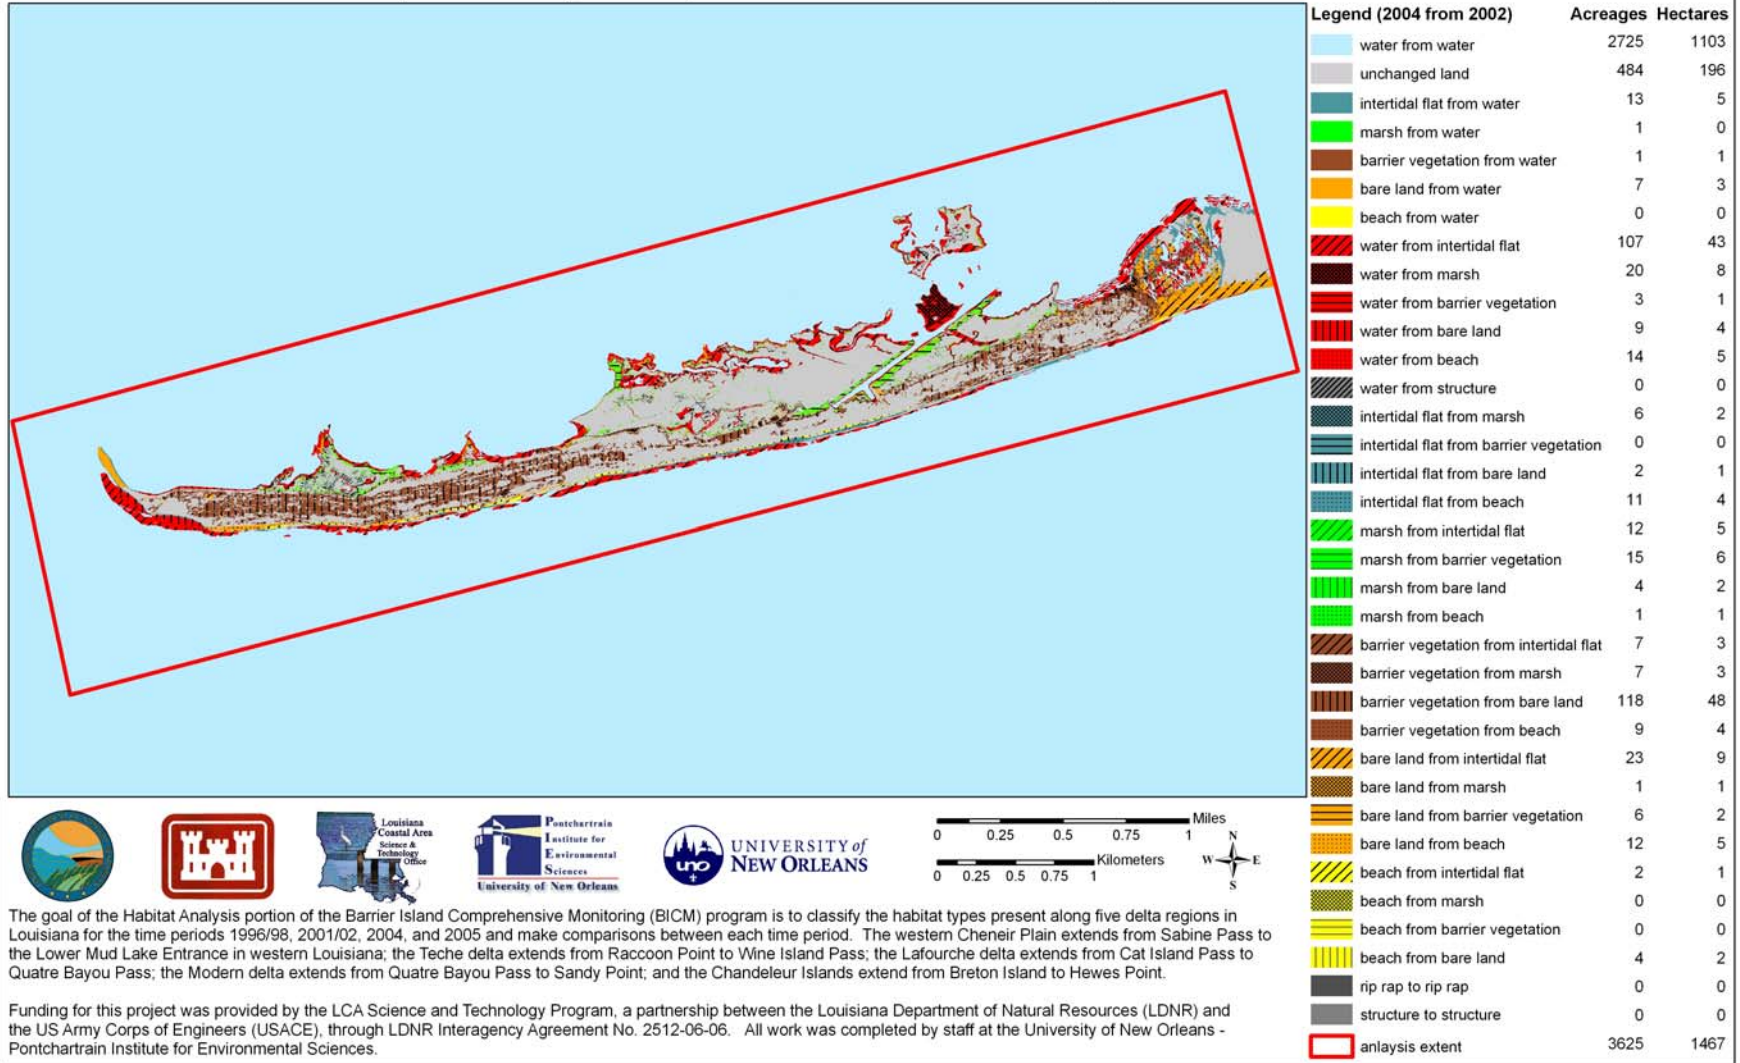 Legend (2004 from 2002) Acreages Hectares
water from water 2725 1103
unchanged land 484 196
intertidal flat from water 13 5
marsh from water 1 0
barrier vegetation from water 1 1
bare land from water 7 3
beach from water 0 0
water from intertidal flat 107 43
water from marsh 20 8
water from barrier vegetation 3 1
water from bare land 9 4
water from beach 14 5
water from structure 0 0
intertidal flat from marsh 6 2
intertidal flat from barrier vegetation 0 0
intertidal flat from bare land 2 1
intertidal flat from beach 11 4
marsh from intertidal flat 12 5
marsh from barrier vegetation 15 6
marsh from bare land 4 2
marsh from beach 1 1
barrier vegetation from intertidal flat 7 3
barrier vegetation from marsh 7 3
barrier vegetation from bare land 118 48
barrier vegetation from beach 9 4
bare land from intertidal flat 23 9
bare land from marsh 1 1
bare land from barrier vegetation 6 2
bare land from beach 12 5
beach from intertidal flat 2 1
beach from marsh 0 0
beach from barrier vegetation 0 0
beach from bare land 4 2
rip rap to rip rap 0 0
structure to structure 0 0
anlaysis extent 3625 1467
Louisiana
Coastal Area
Science &
Technology
Office
Pontchartrain
Institute for
Environmental
Sciences
University of New Orleans
uno
UNIVERSITY of
NEW ORLEANS
Miles
0 0.25 0.5 0.75 1
Kilometers
0 0.25 0.5 0.75 1
N
W E
S
The goal of the Habitat Analysis portion of the Barrier Island Comprehensive Monitoring (BICM) program is to classify the habitat types present along five delta regions in
Louisiana for the time periods 1996/98, 2001/02, 2004, and 2005 and make comparisons between each time period. The western Cheneir Plain extends from Sabine Pass to
the Lower Mud Lake Entrance in western Louisiana; the Teche delta extends from Raccoon Point to Wine Island Pass; the Lafourche delta extends from Cat Island Pass to
Quatre Bayou Pass; the Modern delta extends from Quatre Bayou Pass to Sandy Point; and the Chandeleur Islands extend from Breton Island to Hewes Point.
Funding for this project was provided by the LCA Science and Technology Program, a partnership between the Louisiana Department of Natural Resources (LDNR) and
the US Army Corps of Engineers (USACE), through LDNR Interagency Agreement No. 2512-06-06. All work was completed by staff at the University of New Orleans -
Pontchartrain Institute for Environmental Sciences.